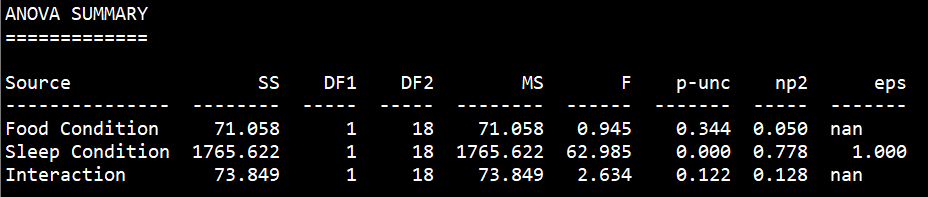 ANOVA SUMMARY
=============
Source SS DF1 DF2 MS F p-unc np2 eps
--------------- -------- ----- ----- -------- ------ ------- ----- -------
Food Condition 71.058 1 18 71.058 0.945 0.344 0.050 nan
Sleep Condition 1765.622 1 18 1765.622 62.985 0.000 0.778 1.000
Interaction 73.849 1 18 73.849 2.634 0.122 0.128 nan